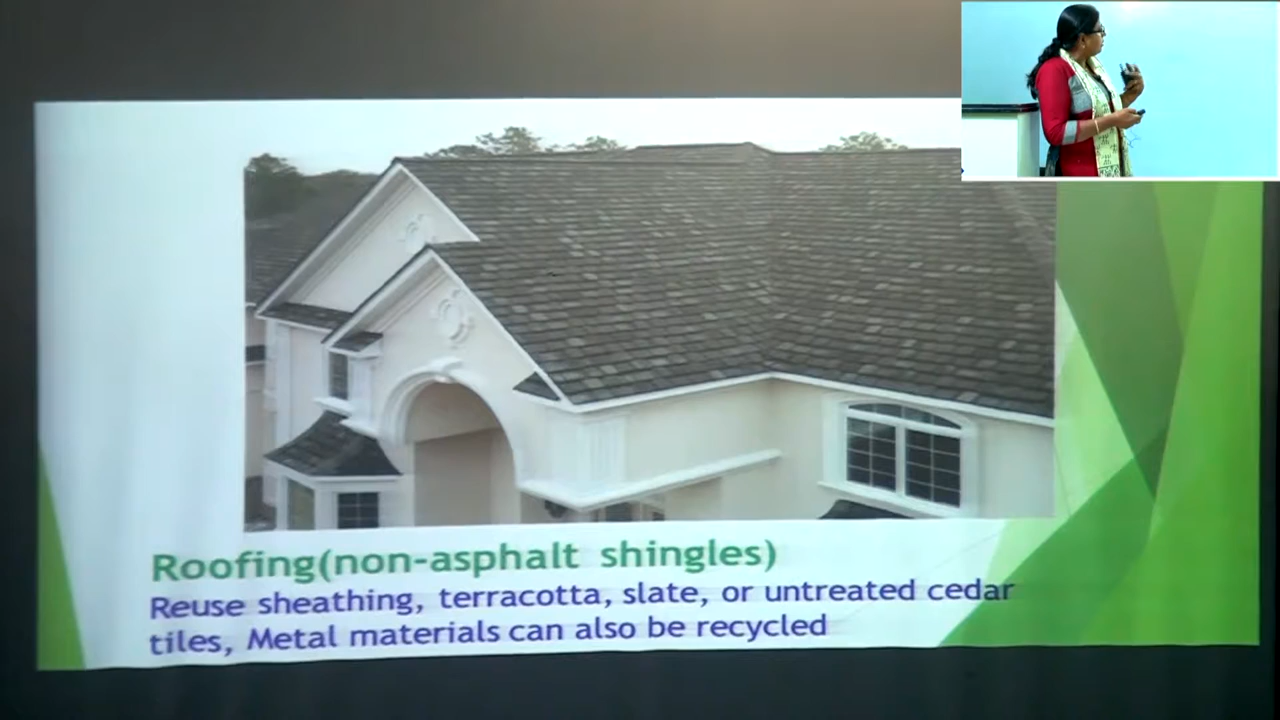 Roofing(non-asphalt shingles)
Reuse sheathing, terracotta, slate, or untreated cedar
tiles, Metal materials can also be recycled